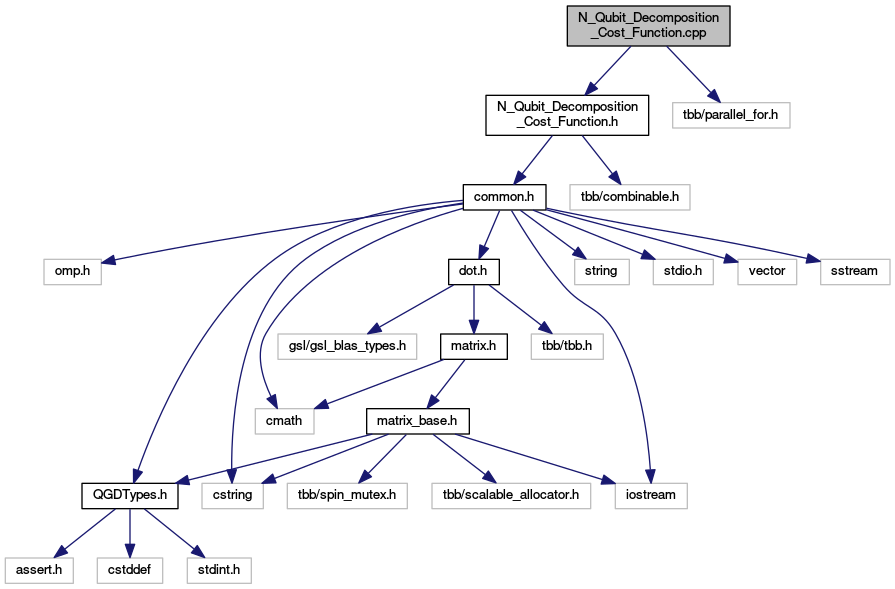 N_Qubit_Decomposition
_Cost_Function.cpp
N_Qubit_Decomposition
_Cost_Function.h
tbb/parallel_for.h
common.h
tbb/combinable.h
omp.h
dot.h
string
stdio.h
vector
sstream
gsl/gsl_blas_types.h
matrix.h
tbb/tbb.h
cmath
matrix_base.h
QGDTypes.h
cstring
tbb/spin_mutex.h
tbb/scalable_allocator.h
iostream
assert.h
cstddef
stdint.h